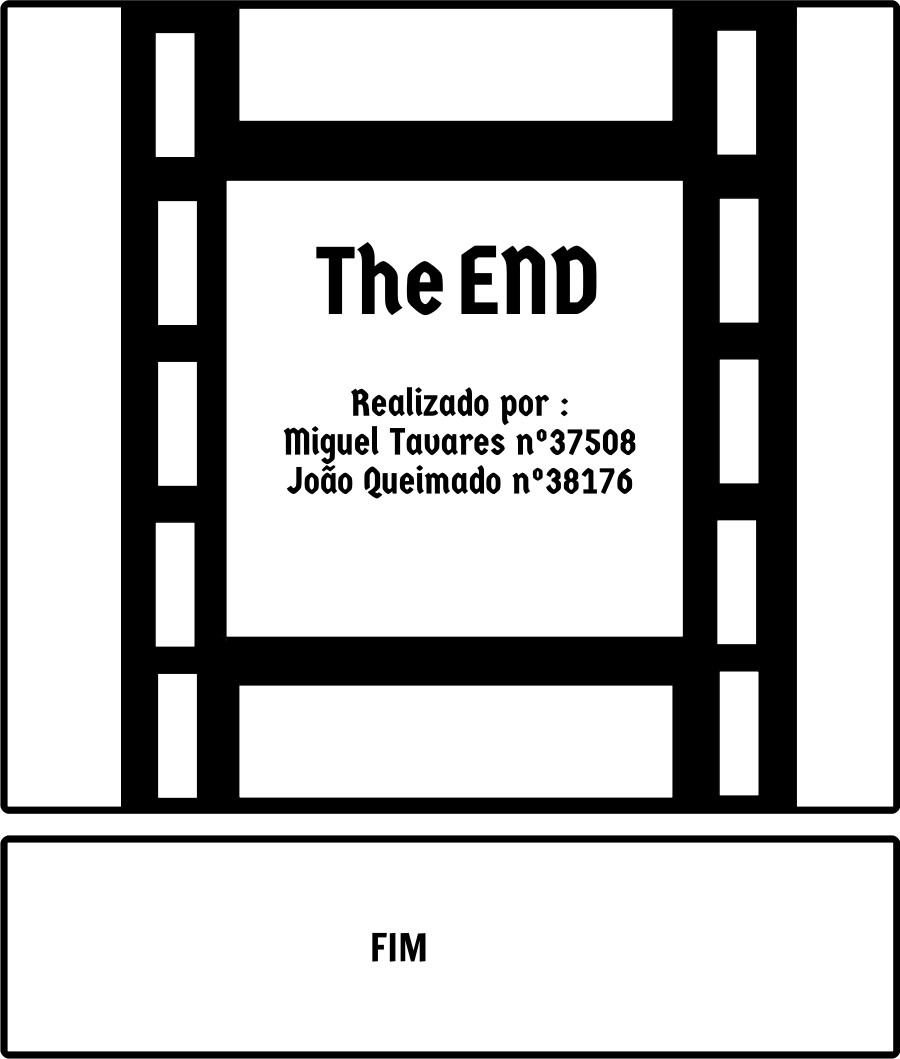 The END
Realizado por :
Miguel Tavares nº37508
João Queimado nº38176
FIM